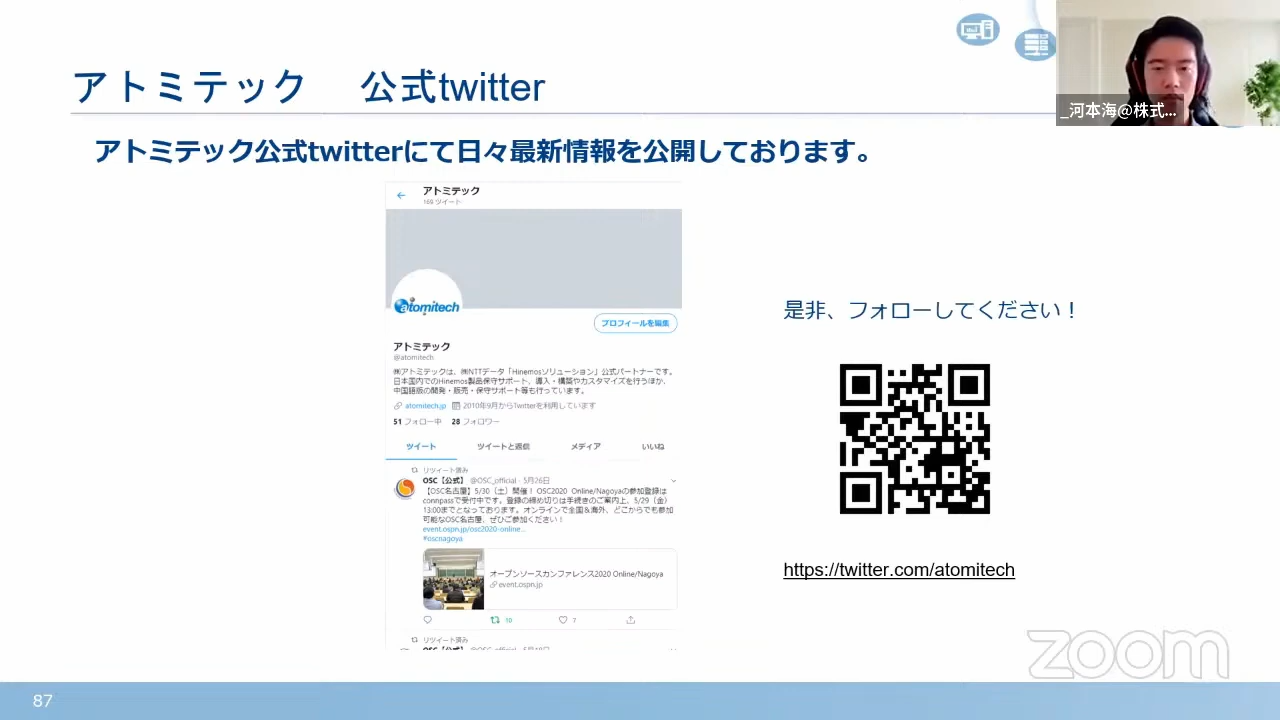 アトミテック　公式twitter
_河本海@株式...
アトミテック公式twitterにて日々最新情報を公開しております。
アトミテック
169 ツイート
atomitech
プロフィールを編集
アトミテック
@atomitech
㈱アトミテックは、㈱NTTデータ「Hinemosソリューション」公式パートナーです。
日本国内でのHinemos製品保守サポート、導入・構築やカスタマイズを行うほか、
中国語版の開発・販売・保守サポート等も行っています。
atomitech.jp 2010年9月からTwitterを利用しています
51 フォロー中 28 フォロワー
ツイート ツイートと返信 メディア いいね
リツイート済み
OSC【公式】 @OSC_official · 5月26日
【OSC名古屋】5/30（土）開催！ OSC2020 Online/Nagoyaの参加登録は
connpassで受付中です。登録の締め切りは手続きのご案内上、5/29（金）
13:00までとなっております。オンラインで全国＆海外、どこからでも参加
可能なOSC名古屋、ぜひご参加ください！
event.ospn.jp/osc2020-online...
#oscnagoya
オープンソースカンファレンス2020 Online/Nagoya
event.ospn.jp
10 7
リツイート済み
是非、フォローしてください！
https://twitter.com/atomitech
zoom
87